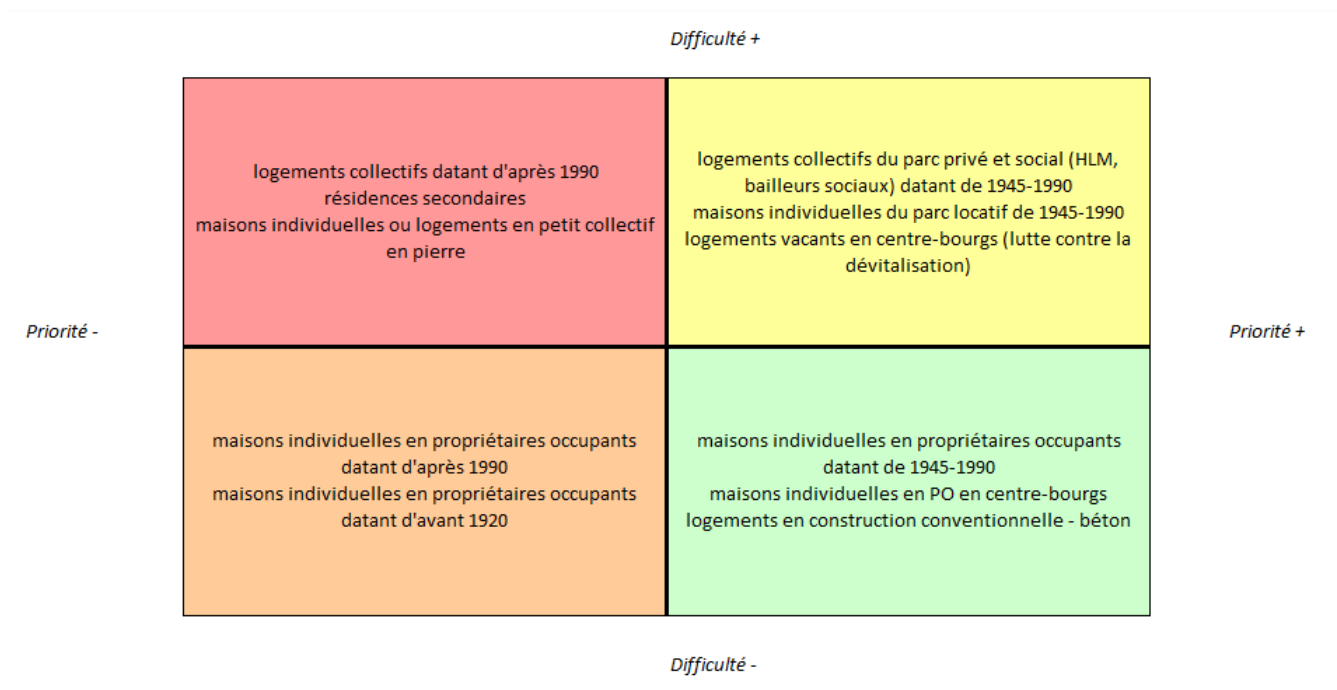 Difficulté +
logements collectifs datant d'après 1990
résidences secondaires
maisons individuelles ou logements en petit collectif
en pierre
logements collectifs du parc privé et social (HLM,
bailleurs sociaux) datant de 1945-1990
maisons individuelles du parc locatif de 1945-1990
logements vacants en centre-bourgs (lutte contre la
dévitalisation)
Priorité -
Priorité +
maisons individuelles en propriétaires occupants
datant d'après 1990
maisons individuelles en propriétaires occupants
datant d'avant 1920
maisons individuelles en propriétaires occupants
datant de 1945-1990
maisons individuelles en PO en centre-bourgs
logements en construction conventionnelle - béton
Difficulté -